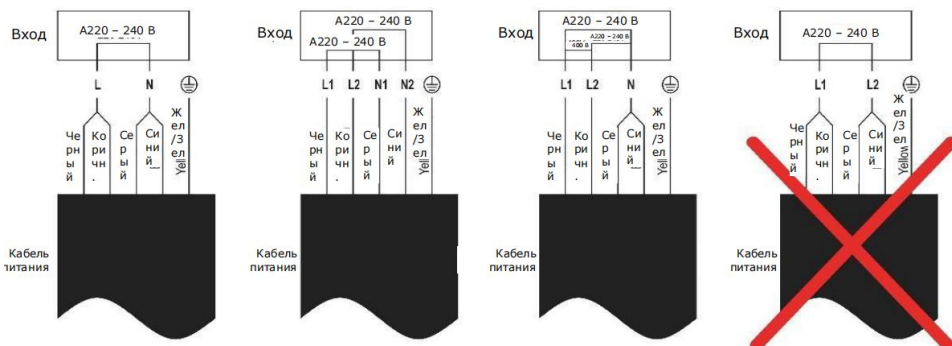 Вход
А220 – 240 В
L
N
Черный
Коричн.
Серый
Синий
Жел/Зел
Yell
Кабель
питания
Вход
А220 – 240 В
А220 – 240 В
L1
L2
N1
N2
Черный
Коричн.
Серый
Синий
Жел/Зел
Yell
Кабель
питания
Вход
А220 – 240 В
А220 – 240 В
400 В
L1
L2
N
Черный
Коричн.
Серый
Синий
Жел/Зел
Yell
Кабель
питания
Вход
А220 – 240 В
L1
L2
Черный
Коричн.
Серый
Синий
Жел/Зел
Yellow
Кабель
питания